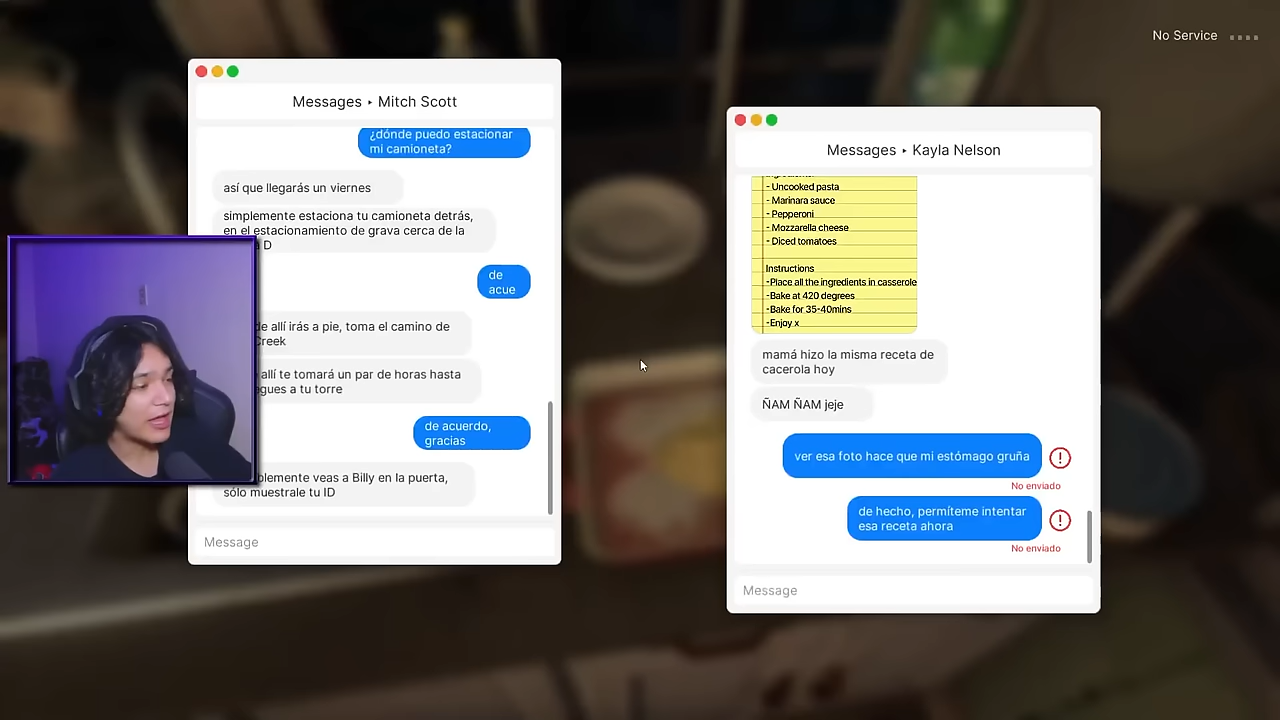 No Service
Messages ▸ Mitch Scott
¿dónde puedo estacionar
mi camioneta?
así que llegarás un viernes
simplemente estaciona tu camioneta detrás,
en el estacionamiento de grava cerca de la
D
de
acue
de allí irás a pie, toma el camino de
Creek
allí te tomará un par de horas hasta
a tu torre
de acuerdo,
gracias
veas a Billy en la puerta,
sólo muestrale tu ID
Message
Messages ▸ Kayla Nelson
- Uncooked pasta
- Marinara sauce
- Pepperoni
- Mozzarella cheese
- Diced tomatoes
Instructions
-Place all the ingredients in casserole
-Bake at 420 degrees
-Bake for 35-40mins
-Enjoy x
mamá hizo la misma receta de
cacerola hoy
ÑAM ÑAM jeje
ver esa foto hace que mi estómago gruña
No enviado
de hecho, permíteme intentar
esa receta ahora
No enviado
Message